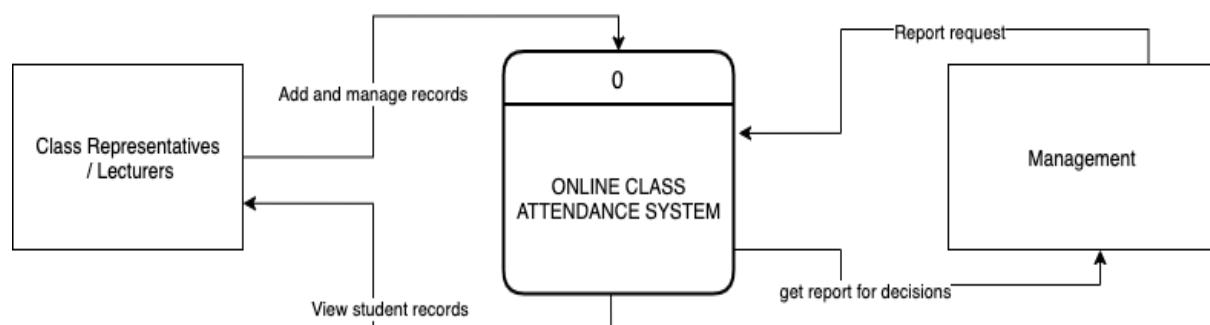 Report request
0
Add and manage records
Class Representatives
/ Lecturers
Management
ONLINE CLASS
ATTENDANCE SYSTEM
get report for decisions
View student records